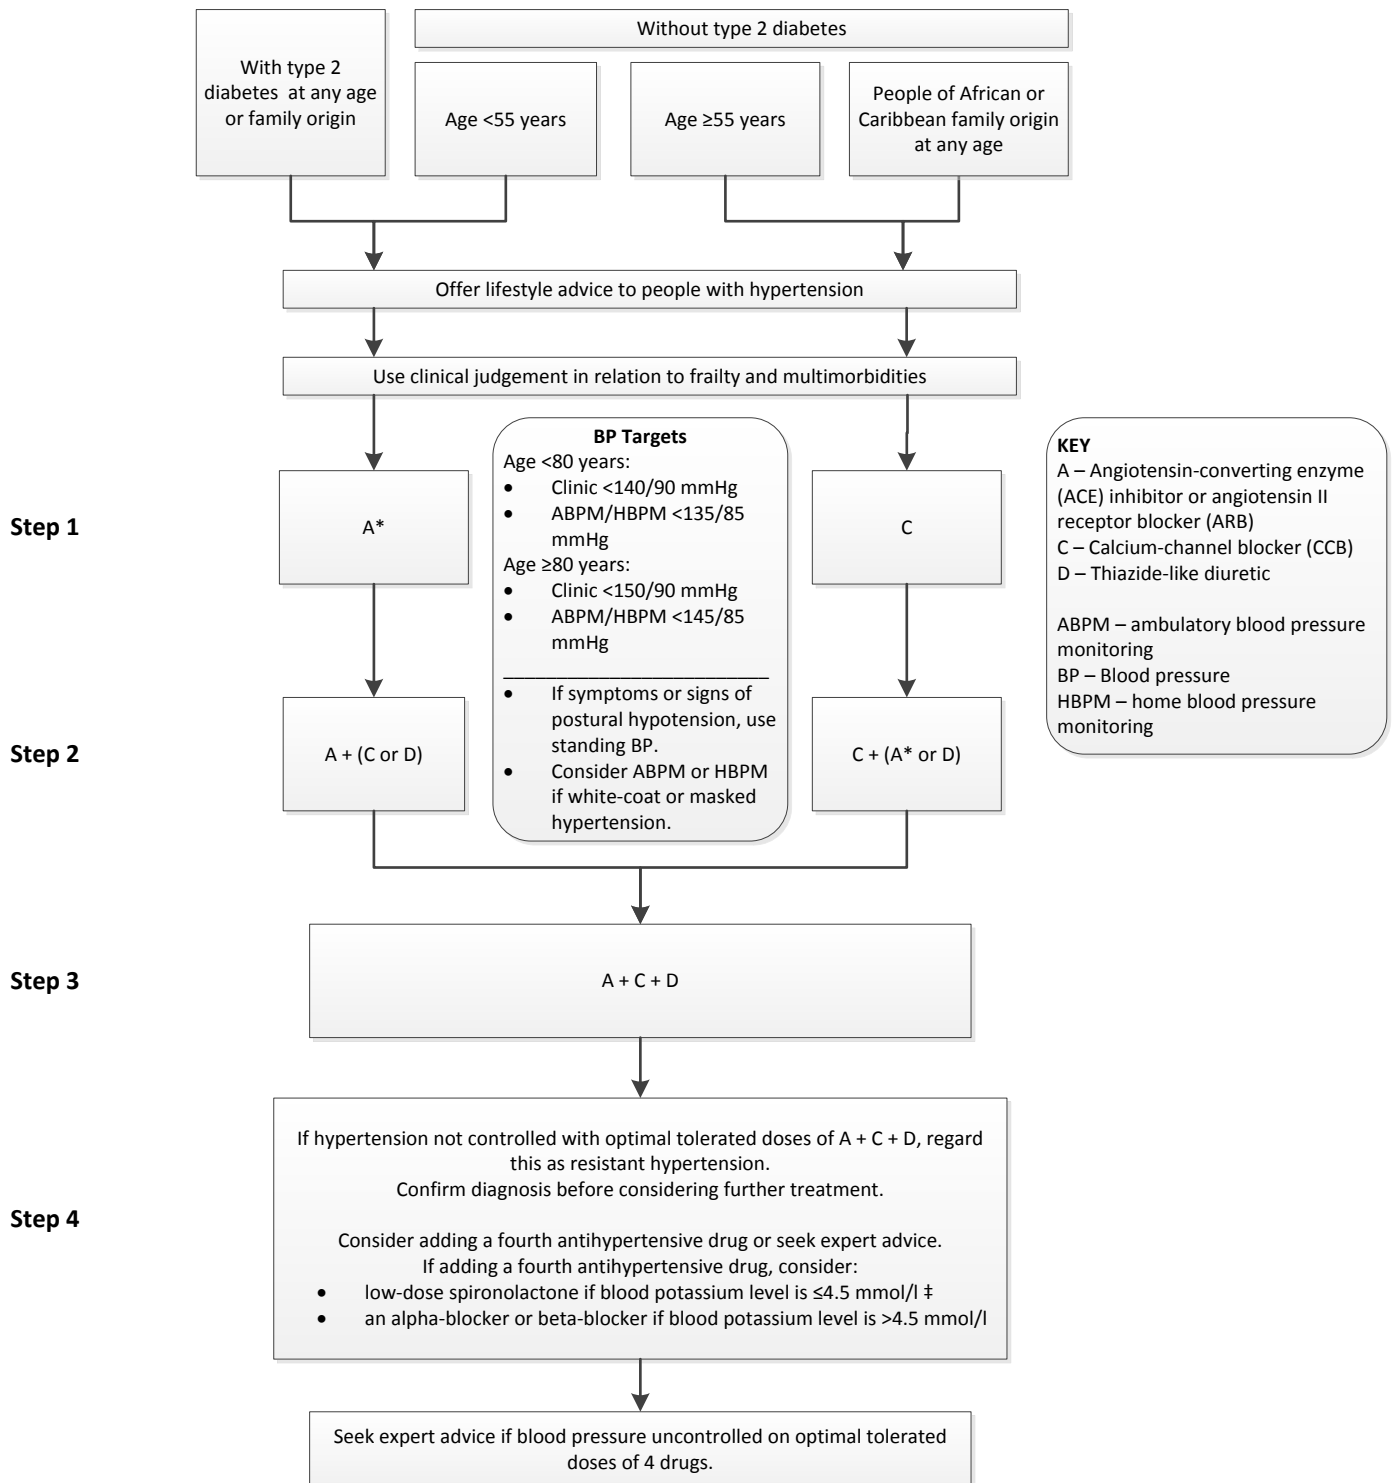 With type 2
diabetes at any age
or family origin
Without type 2 diabetes
Age <55 years
Age ≥55 years
People of African or
Caribbean family origin
at any age
Offer lifestyle advice to people with hypertension
Use clinical judgement in relation to frailty and multimorbidities
Step 1
A*
BP Targets
Age <80 years:
• Clinic <140/90 mmHg
• ABPM/HBPM <135/85
mmHg
Age ≥80 years:
• Clinic <150/90 mmHg
• ABPM/HBPM <145/85
mmHg
• If symptoms or signs of
postural hypotension, use
standing BP.
• Consider ABPM or HBPM
if white-coat or masked
hypertension.
C
KEY
A – Angiotensin-converting enzyme
(ACE) inhibitor or angiotensin II
receptor blocker (ARB)
C – Calcium-channel blocker (CCB)
D – Thiazide-like diuretic
ABPM – ambulatory blood pressure
monitoring
BP – Blood pressure
HBPM – home blood pressure
monitoring
Step 2
A + (C or D)
C + (A* or D)
Step 3
A + C + D
Step 4
If hypertension not controlled with optimal tolerated doses of A + C + D, regard
this as resistant hypertension.
Confirm diagnosis before considering further treatment.
Consider adding a fourth antihypertensive drug or seek expert advice.
If adding a fourth antihypertensive drug, consider:
• low-dose spironolactone if blood potassium level is ≤4.5 mmol/l ‡
• an alpha-blocker or beta-blocker if blood potassium level is >4.5 mmol/l
Seek expert advice if blood pressure uncontrolled on optimal tolerated
doses of 4 drugs.